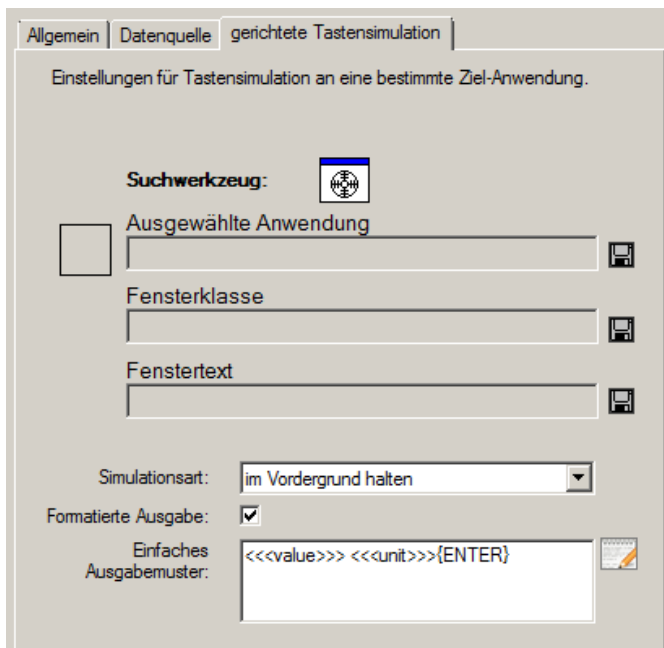 Allgemein Datenquelle gerichtete Tastensimulation
Einstellungen für Tastensimulation an eine bestimmte Ziel-Anwendung.
Suchwerkzeug:
Ausgewählte Anwendung
Fensterklasse
Fenstertext
Simulationsart: im Vordergrund halten
Formatierte Ausgabe:
Einfaches
Ausgabemuster:
<<<value>>> <<<unit>>>{ENTER}